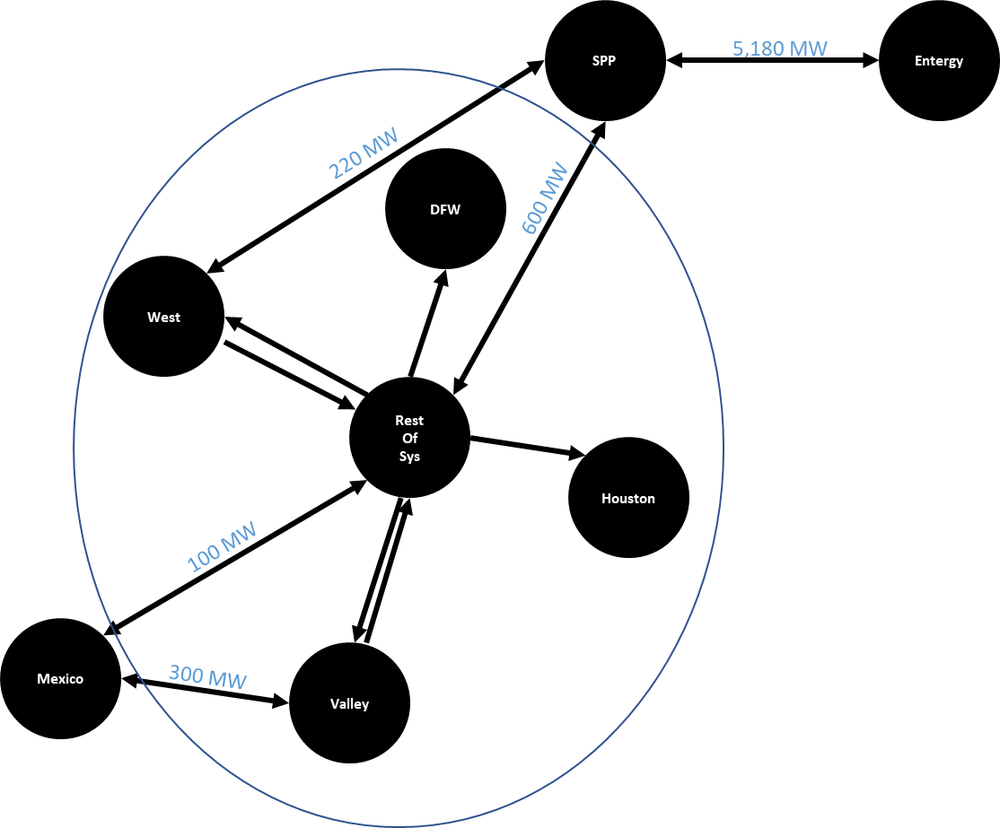 SPP
5,180 MW
Entergy
220 MW
DFW
600 MW
West
Rest
Of
Sys
Houston
100 MW
Mexico
300 MW
Valley